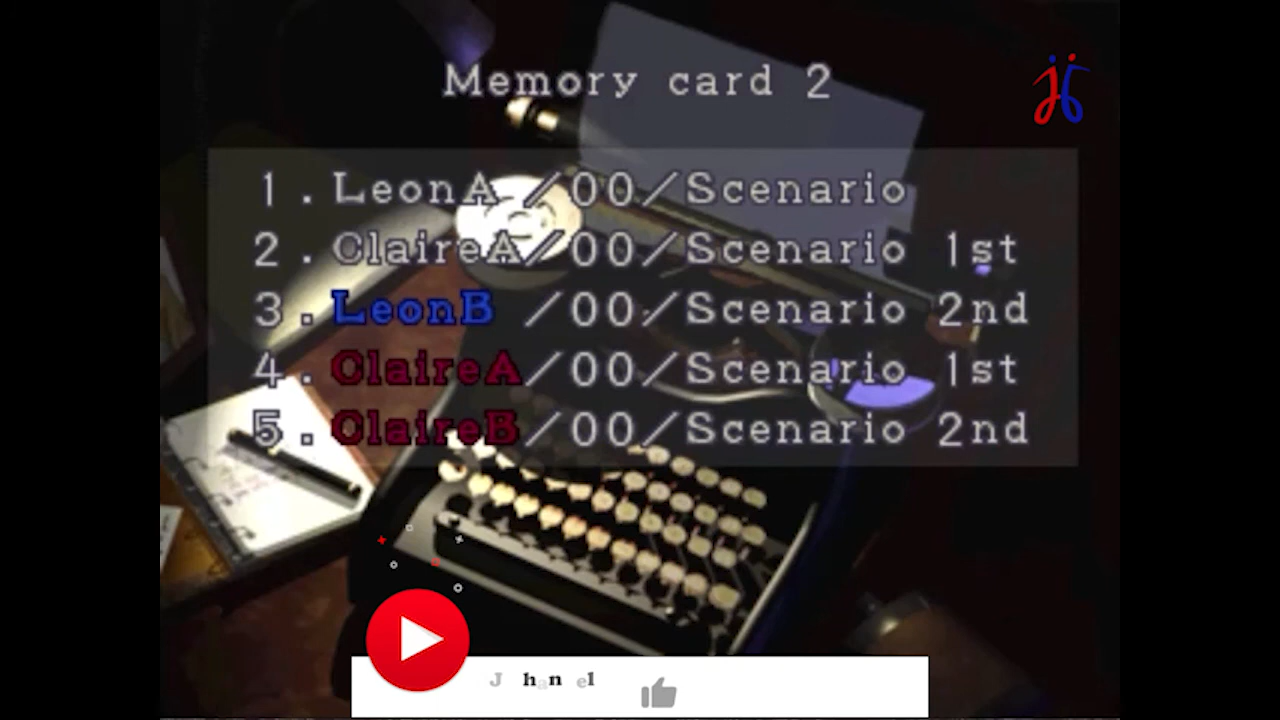 Memory card 2
1.LeonA /00/Scenario
2.ClaireA/00/Scenario 1st
3.LeonB /00/Scenario 2nd
4.ClaireA/00/Scenario 1st
5.ClaireB/00/Scenario 2nd